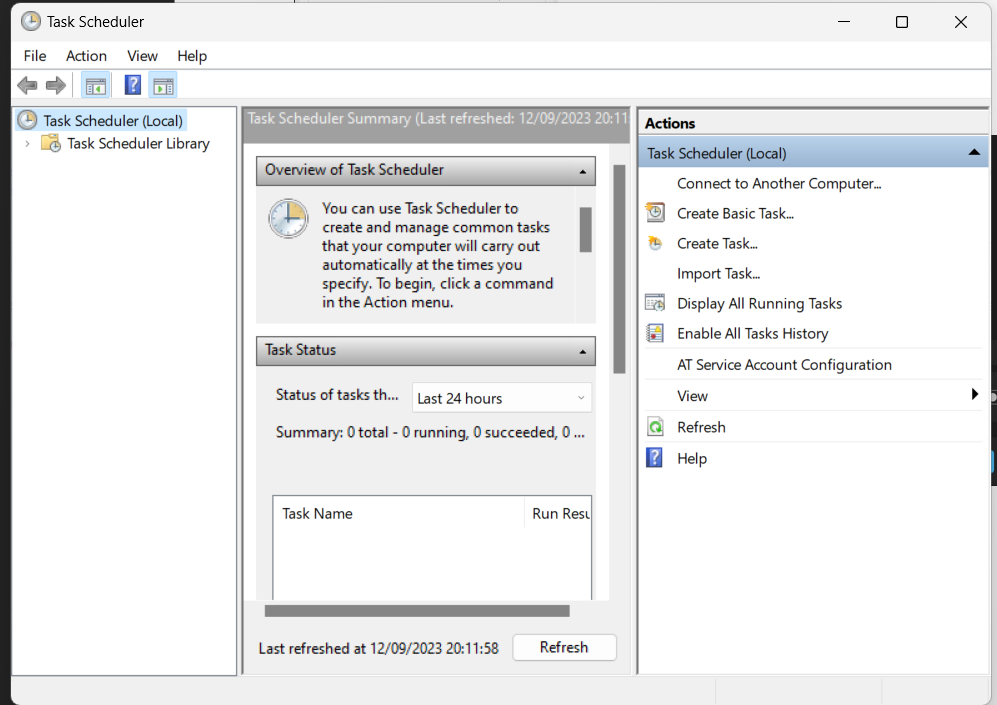 Task Scheduler
File Action View Help
Task Scheduler (Local)
Task Scheduler Library
Task Scheduler Summary (Last refreshed: 12/09/2023 20:11
Overview of Task Scheduler
You can use Task Scheduler to
create and manage common tasks
that your computer will carry out
automatically at the times you
specify. To begin, click a command
in the Action menu.
Task Status
Status of tasks th... Last 24 hours
Summary: 0 total - 0 running, 0 succeeded, 0 ...
Task Name Run Resu
Last refreshed at 12/09/2023 20:11:58 Refresh
Actions
Task Scheduler (Local)
Connect to Another Computer...
Create Basic Task...
Create Task...
Import Task...
Display All Running Tasks
Enable All Tasks History
AT Service Account Configuration
View
Refresh
Help